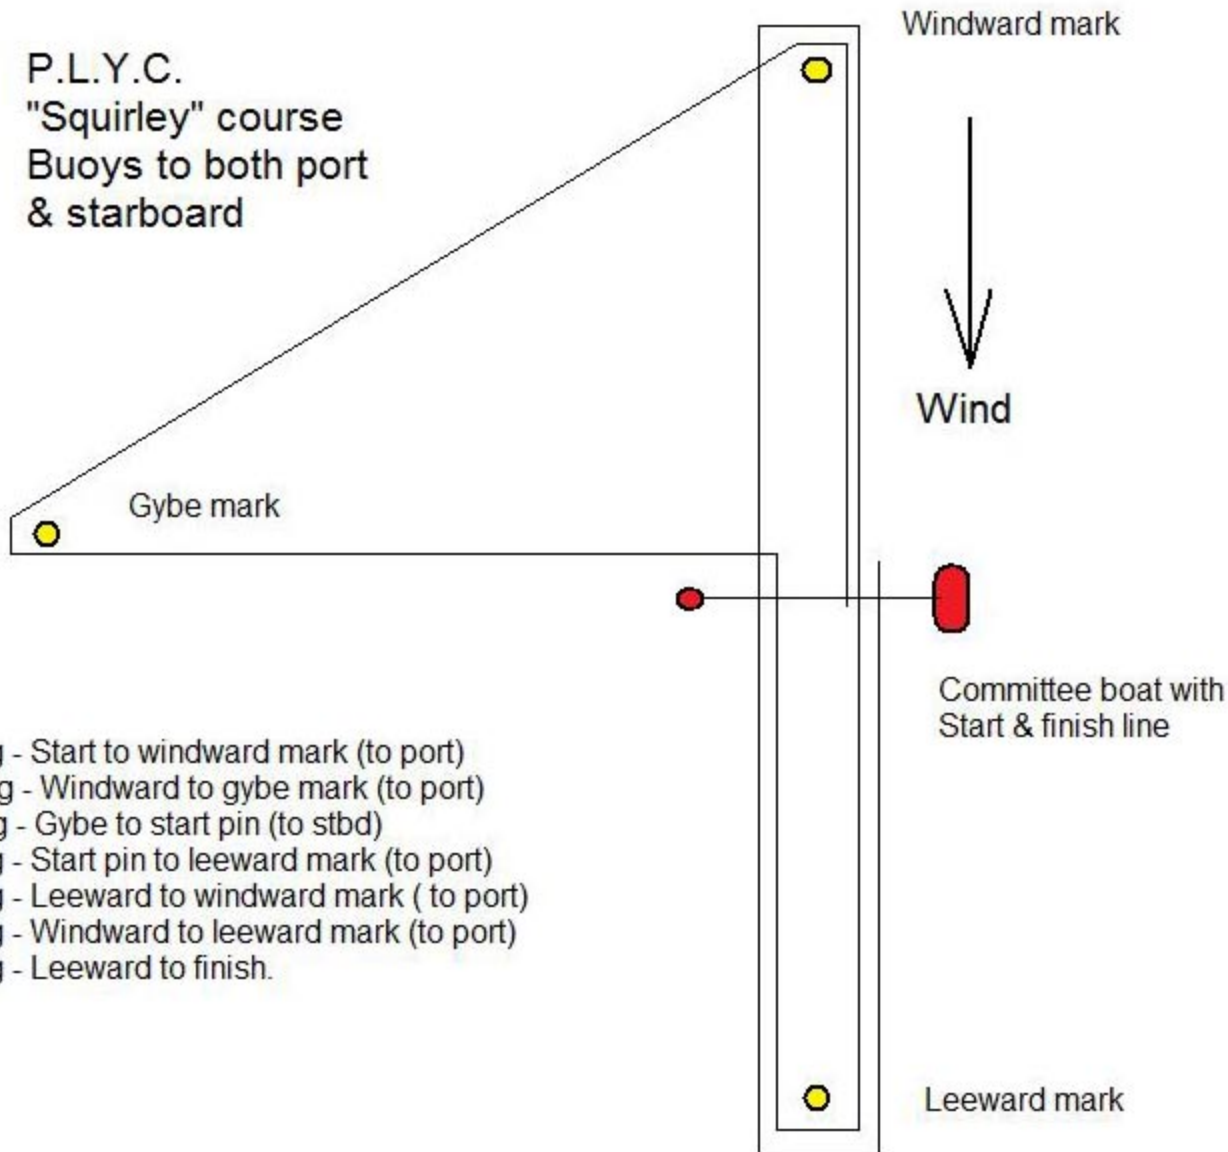 P.L.Y.C.
"Squirley" course
Buoys to both port
& starboard
Windward mark
Wind
Gybe mark
Committee boat with
Start & finish line
- Start to windward mark (to port)
- Windward to gybe mark (to port)
- Gybe to start pin (to stbd)
- Start pin to leeward mark (to port)
- Leeward to windward mark ( to port)
- Windward to leeward mark (to port)
- Leeward to finish.
Leeward mark